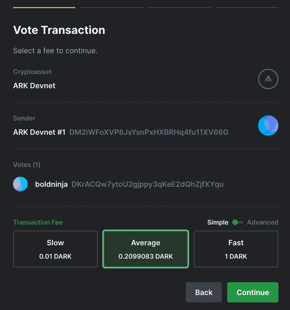 Vote Transaction
Select a fee to continue.
Cryptoasset
ARK Devnet
Sender
ARK Devnet #1 DM2iWFoXVP8JsYsnPxHXBRHq4fu11XV66G
Votes (1)
boldninja DKrACQw7ytoU2gjppy3qKeE2dQhZjfXYqu
Transaction Fee Simple Advanced
Slow Average Fast
0.01 DARK 0.2099083 DARK 1 DARK
Back Continue